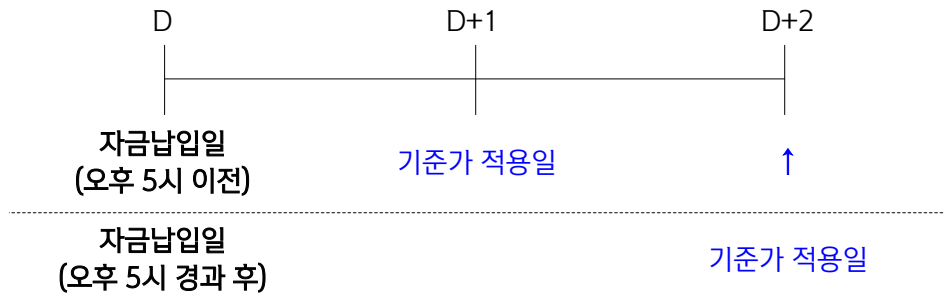 D D+1 D+2
자금납입일
(오후 5시 이전)
기준가 적용일
↑
자금납입일
(오후 5시 경과 후)
기준가 적용일